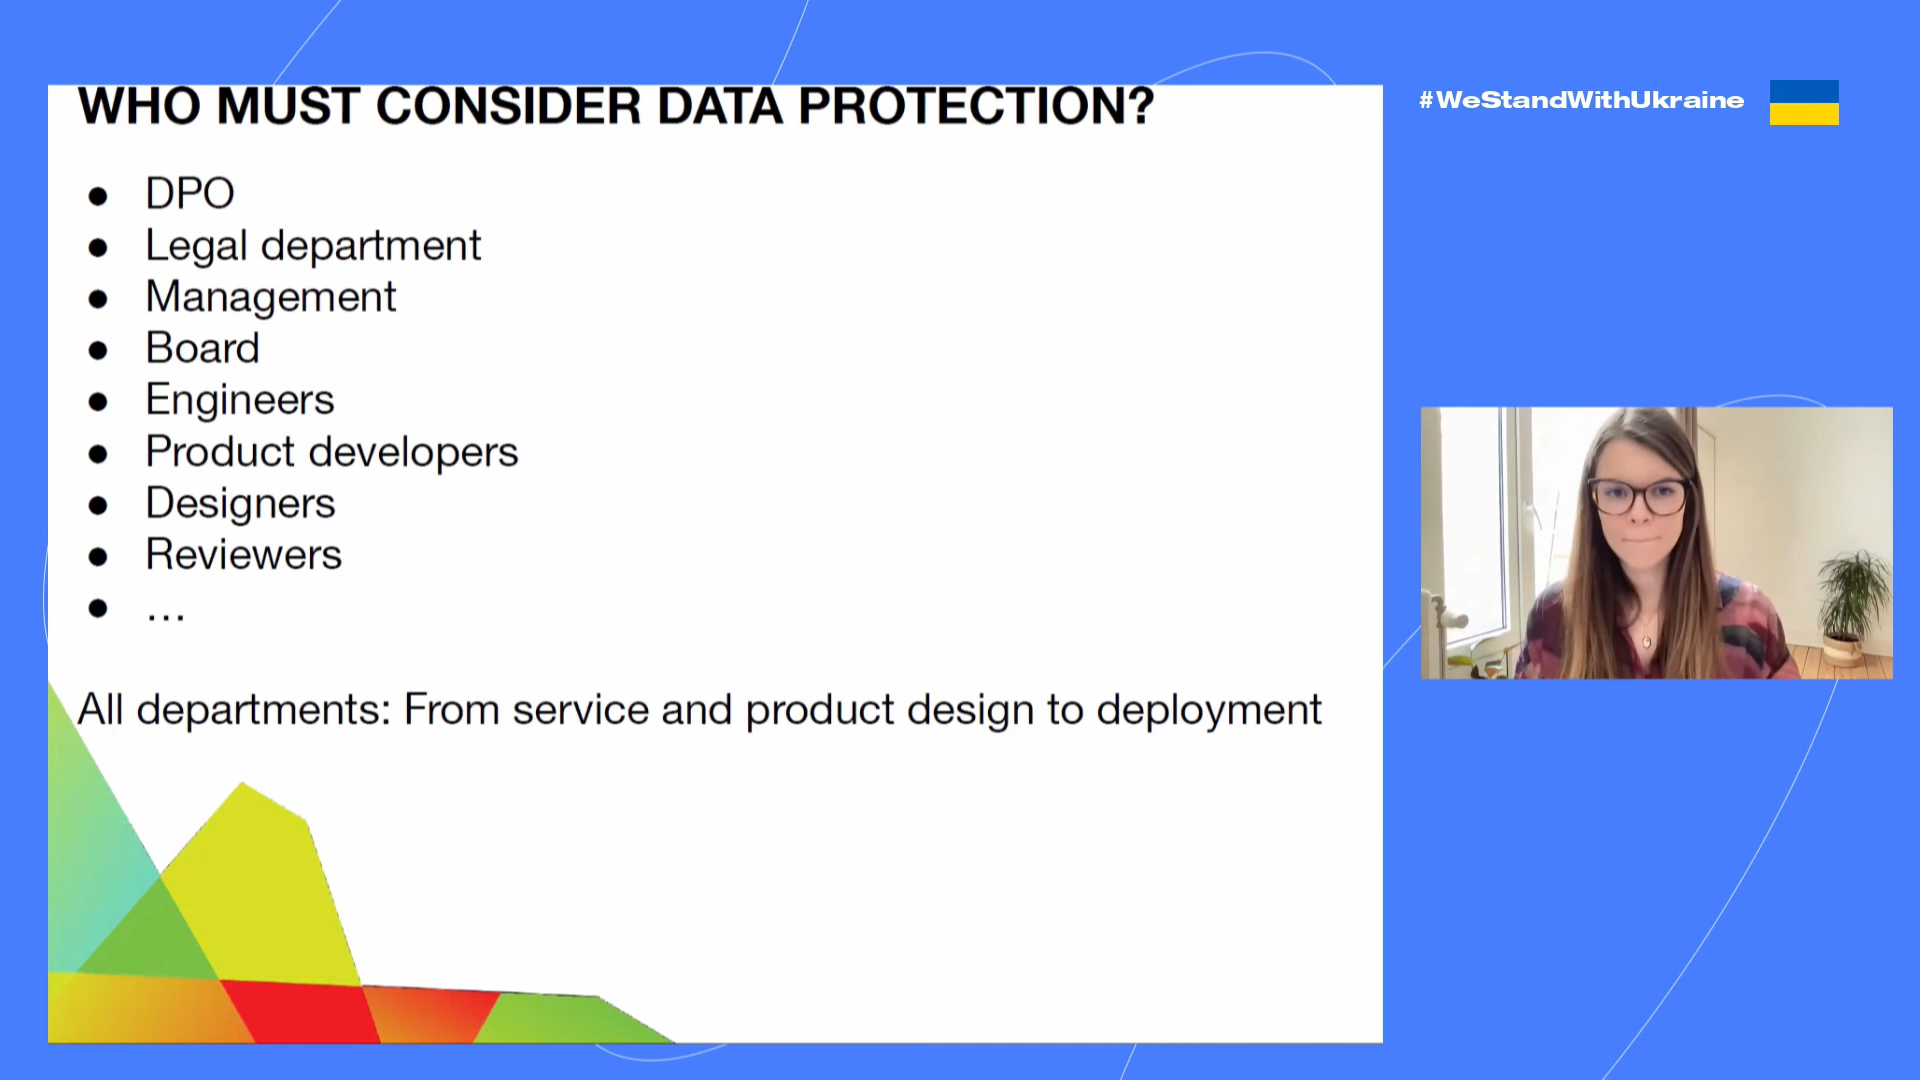 WHO MUST CONSIDER DATA PROTECTION?
● DPO
● Legal department
● Management
● Board
● Engineers
● Product developers
● Designers
● Reviewers
● …
All departments: From service and product design to deployment
#WeStandWithUkraine